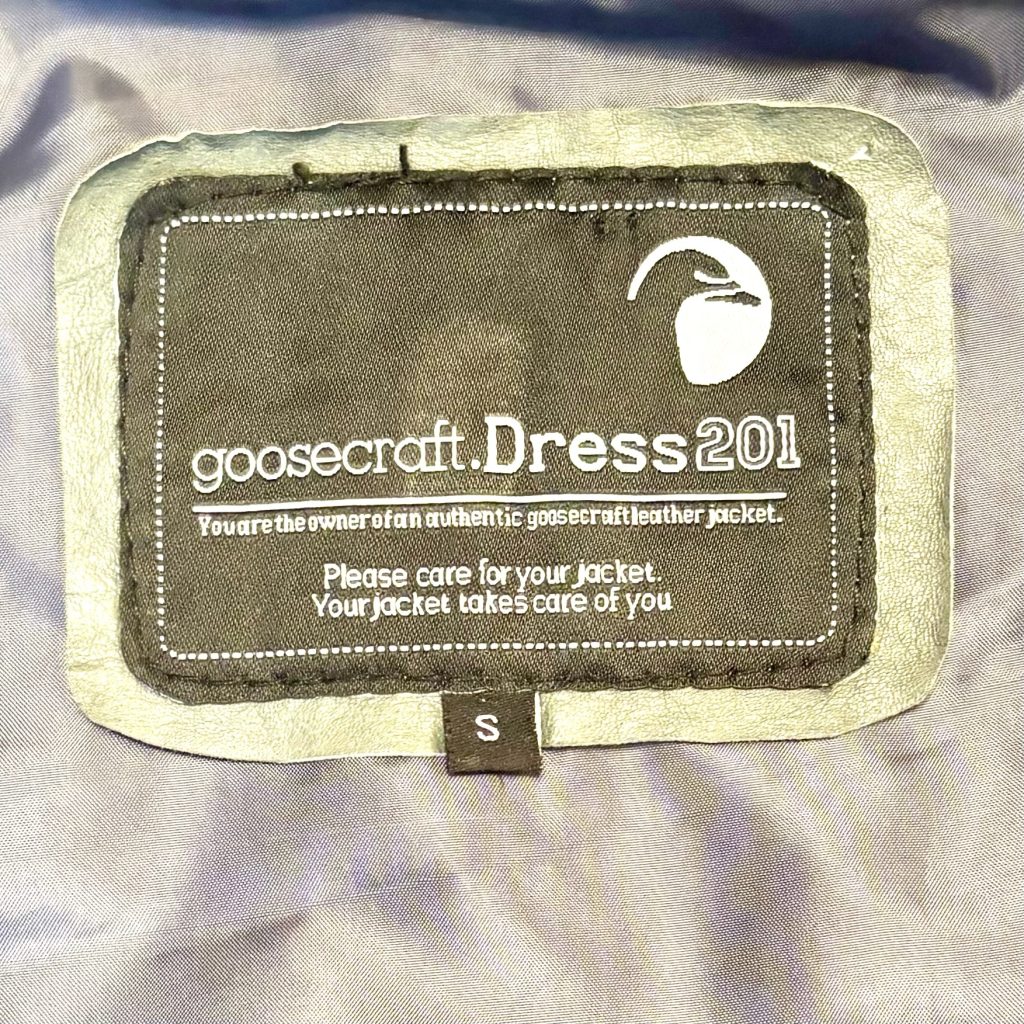 goosecraft.Dress201
You are the owner of an authentic goosecraft leather jacket.
Please care for your jacket.
Your jacket takes care of you
S